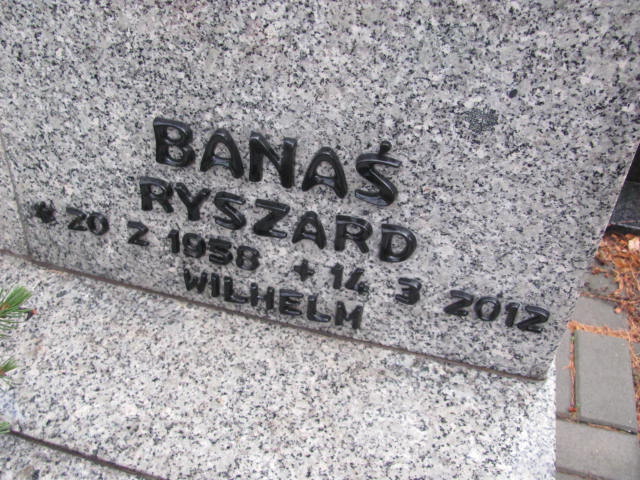 BANAŚ
RYSZARD
* 20 2 1958 + 14 3 2012
WILHELM